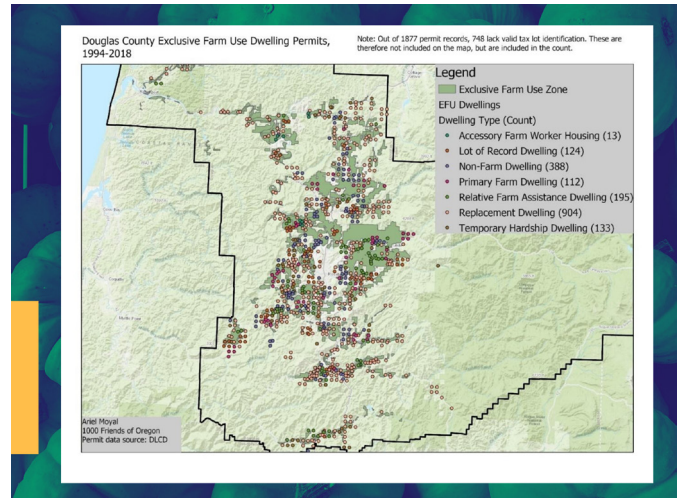 Douglas County Exclusive Farm Use Dwelling Permits,
1994-2018
Note: Out of 1877 permit records, 748 lack valid tax lot identification. These are
therefore not included on the map, but are included in the count.
Legend
Exclusive Farm Use Zone
EFU Dwellings
Dwelling Type (Count)
Accessory Farm Worker Housing (13)
Lot of Record Dwelling (124)
Non-Farm Dwelling (388)
Primary Farm Dwelling (112)
Relative Farm Assistance Dwelling (195)
Replacement Dwelling (904)
Temporary Hardship Dwelling (133)
Ariel Moyal
1000 Friends of Oregon
Permit data source: DLCD